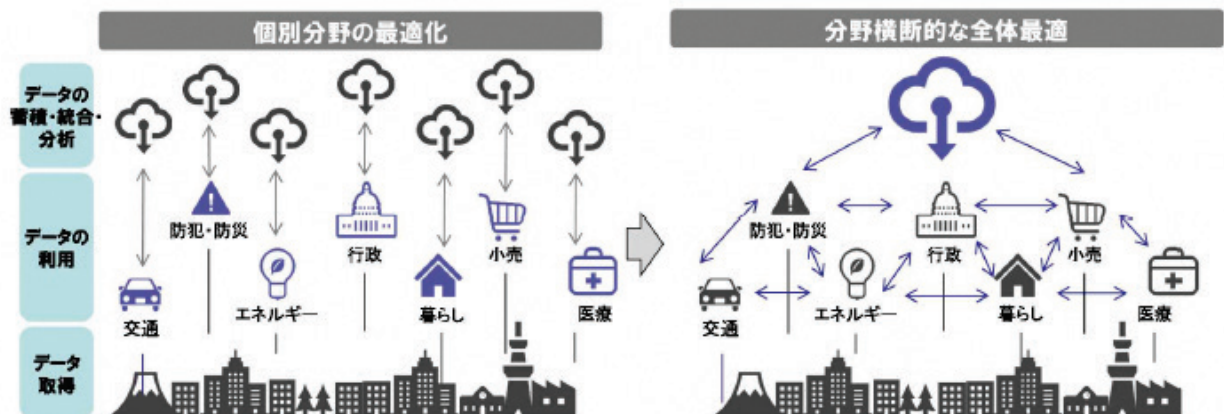 個別分野の最適化
分野横断的な全体最適
データの
蓄積・統合・
分析
データの
利用
データ
取得
防犯・防災
行政
小売
交通
エネルギー
暮らし
医療
防犯・防災
行政
小売
交通
エネルギー
暮らし
医療